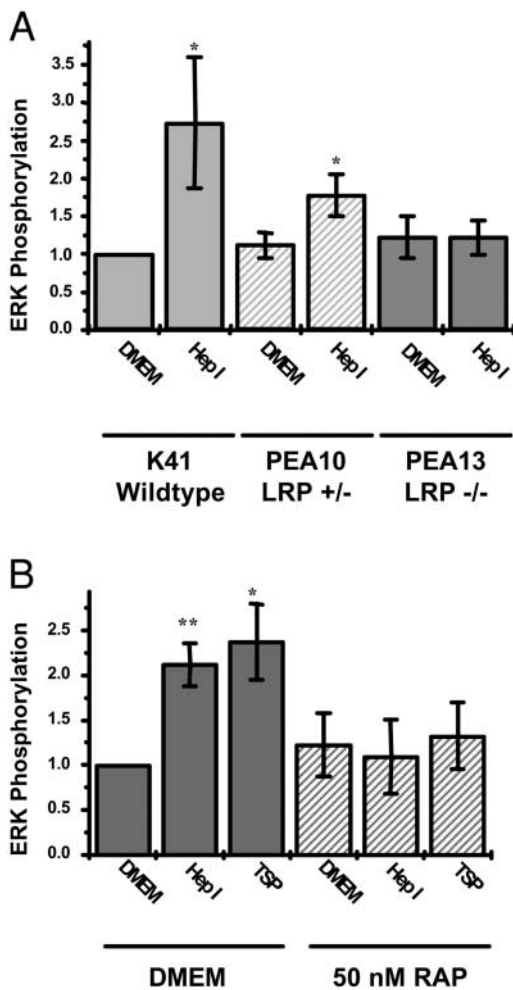 A
ERK Phosphorylation
3.5
3.0
2.5
2.0
1.5
1.0
0.5
0.0
*
*
DMEM Hep I DMEM Hep I DMEM Hep I
K41 PEA10 PEA13
Wildtype LRP +/- LRP -/-
B
ERK Phosphorylation
2.5
2.0
1.5
1.0
0.5
0.0
** *
DMEM Hep I TSP DMEM Hep I TSP
DMEM 50 nM RAP